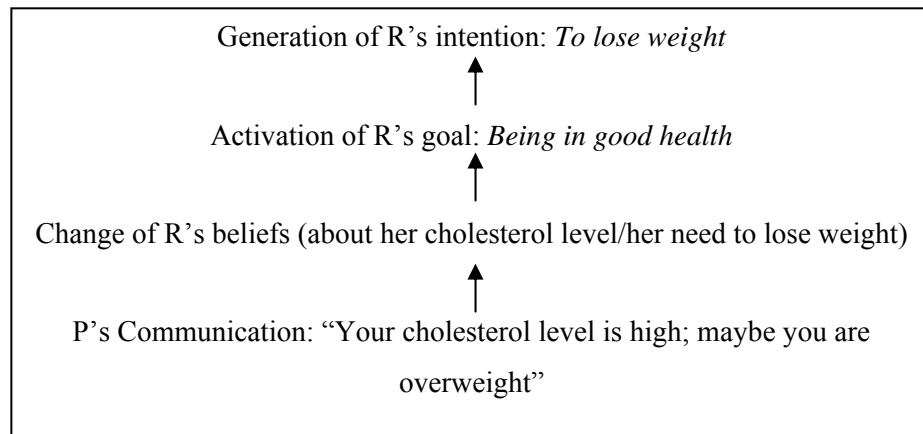 Generation of R’s intention: To lose weight
Activation of R’s goal: Being in good health
Change of R’s beliefs (about her cholesterol level/her need to lose weight)
P’s Communication: “Your cholesterol level is high; maybe you are
overweight”